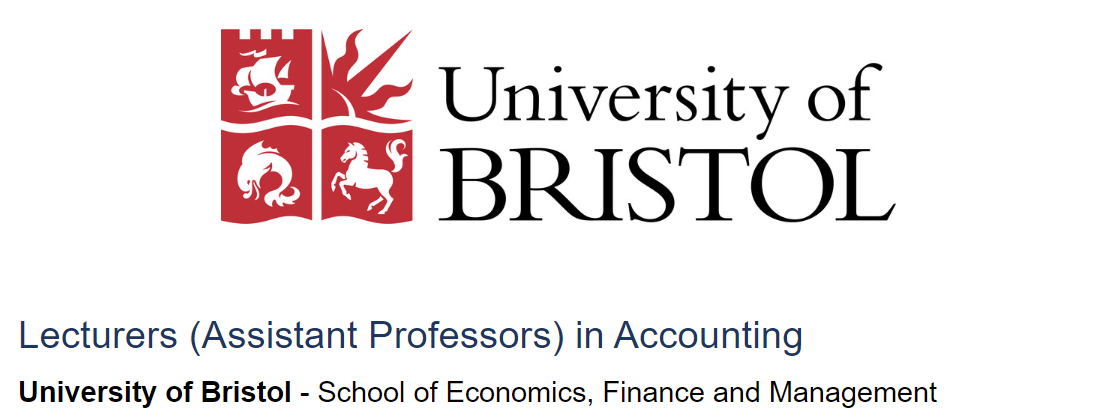 University of
BRISTOL
Lecturers (Assistant Professors) in Accounting
University of Bristol - School of Economics, Finance and Management